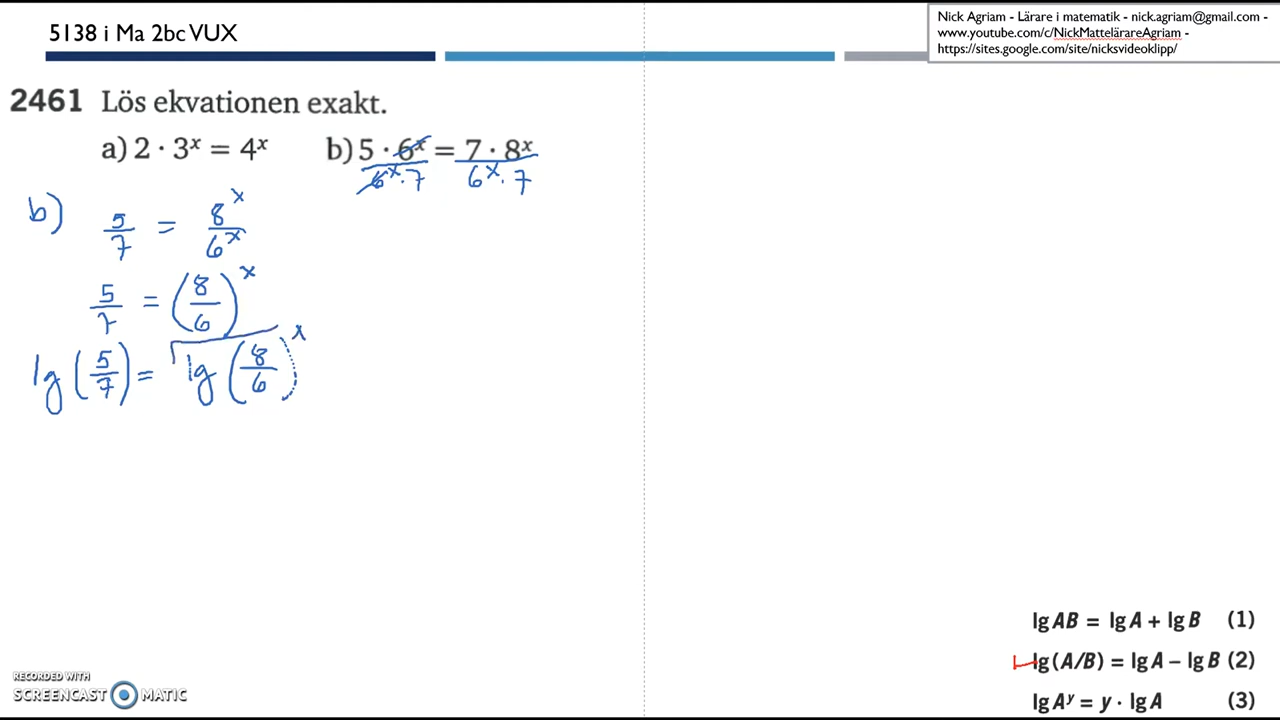 5138 i Ma 2bc VUX
Nick Agriam - Lärare i matematik - nick.agriam@gmail.com -
www.youtube.com/c/NickMattelärareAgriam -
https://sites.google.com/site/nicksvideoklipp/
2461 Lös ekvationen exakt.
a) 2 · 3ˣ = 4ˣ b) 5 · 6ˣ = 7 · 8ˣ
6ˣ · 7 6ˣ · 7
b) 5/7 = 8ˣ/6ˣ
5/7 = (8/6)ˣ
lg (5/7) = lg (8/6)ˣ
lg AB = lg A + lg B (1)
lg (A/B) = lg A – lg B (2)
lg Aʸ = y · lg A (3)
RECORDED WITH
SCREENCAST MATIC